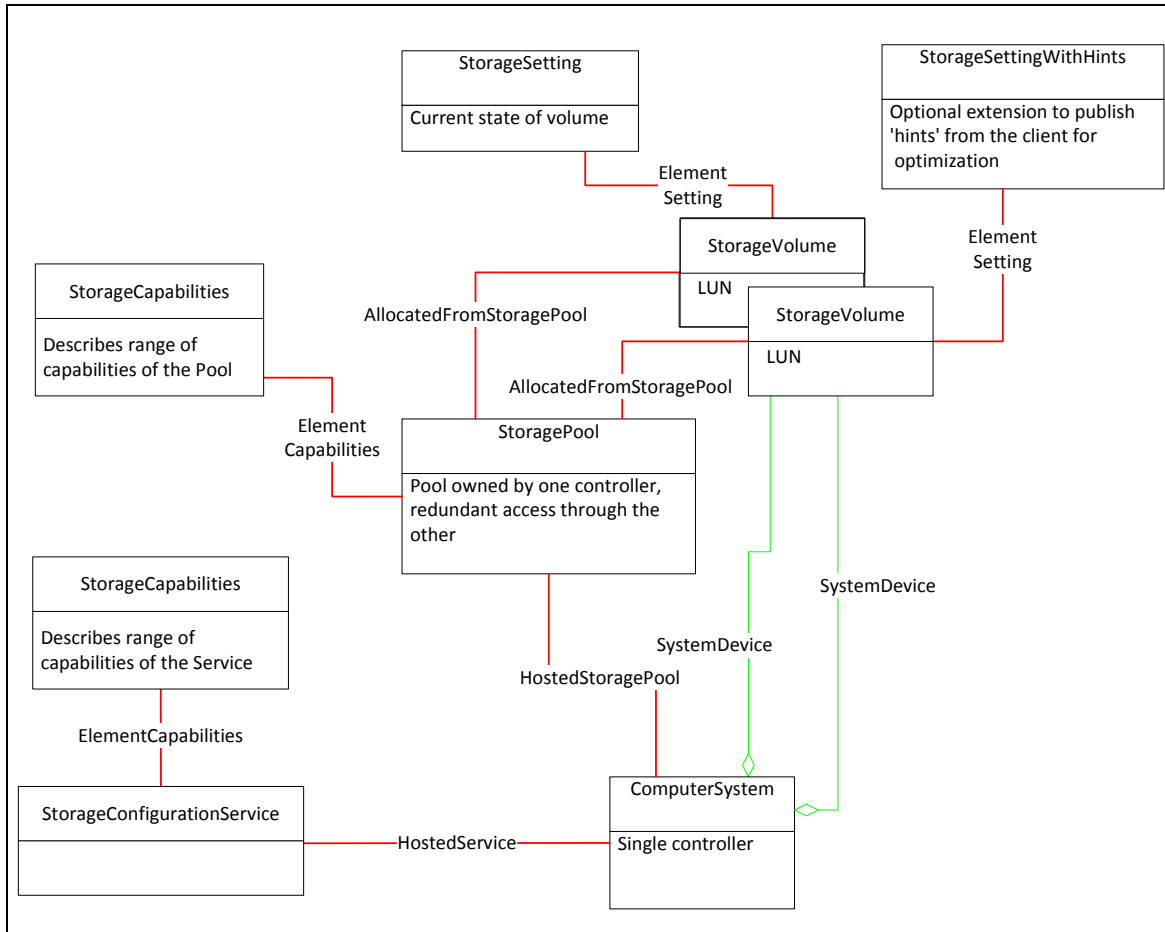 StorageSetting
Current state of volume
StorageSettingWithHints
Optional extension to publish
'hints' from the client for
optimization
Element
Setting
Element
Setting
StorageVolume
LUN
StorageVolume
LUN
StorageCapabilities
Describes range of
capabilities of the Pool
AllocatedFromStoragePool
AllocatedFromStoragePool
Element
Capabilities
StoragePool
Pool owned by one controller,
redundant access through the
other
StorageCapabilities
Describes range of
capabilities of the Service
SystemDevice
SystemDevice
HostedStoragePool
ElementCapabilities
StorageConfigurationService
HostedService
ComputerSystem
Single controller